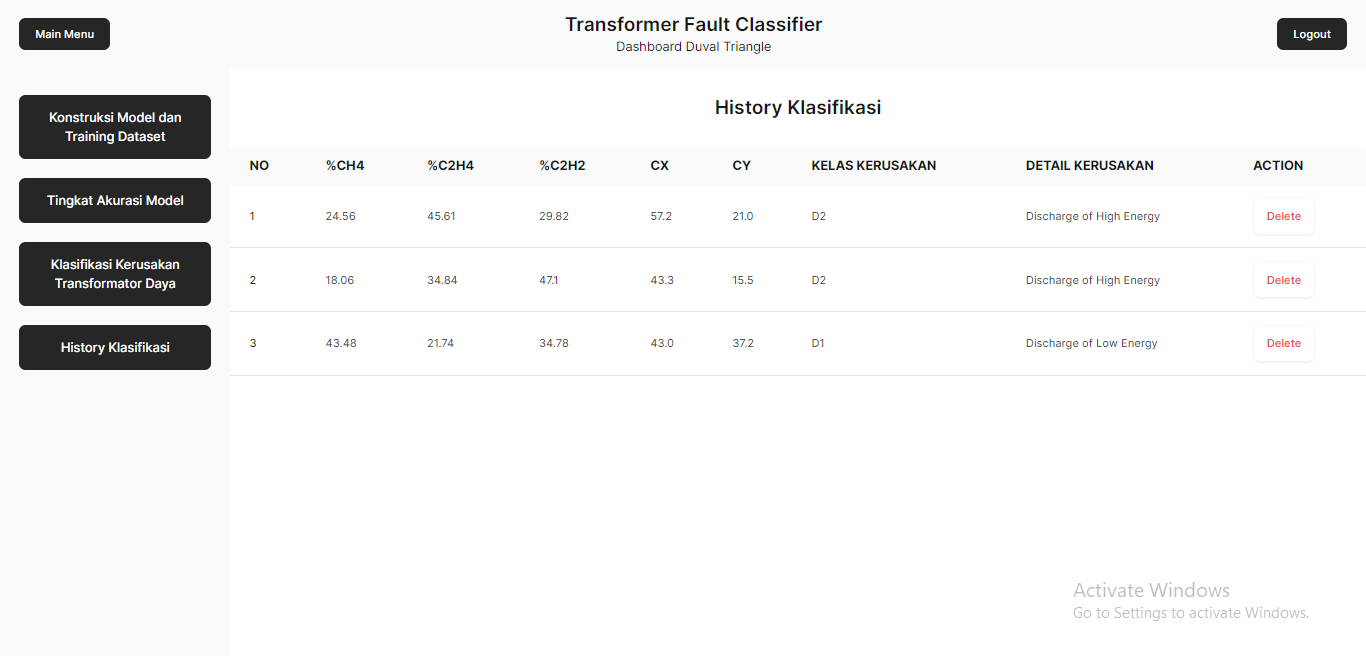 Main Menu
Transformer Fault Classifier
Dashboard Duval Triangle
Logout
Konstruksi Model dan
Training Dataset
Tingkat Akurasi Model
Klasifikasi Kerusakan
Transformator Daya
History Klasifikasi
History Klasifikasi
NO %CH4 %C2H4 %C2H2 CX CY KELAS KERUSAKAN DETAIL KERUSAKAN ACTION
1 24.56 45.61 29.82 57.2 21.0 D2 Discharge of High Energy Delete
2 18.06 34.84 47.1 43.3 15.5 D2 Discharge of High Energy Delete
3 43.48 21.74 34.78 43.0 37.2 D1 Discharge of Low Energy Delete
Activate Windows
Go to Settings to activate Windows.